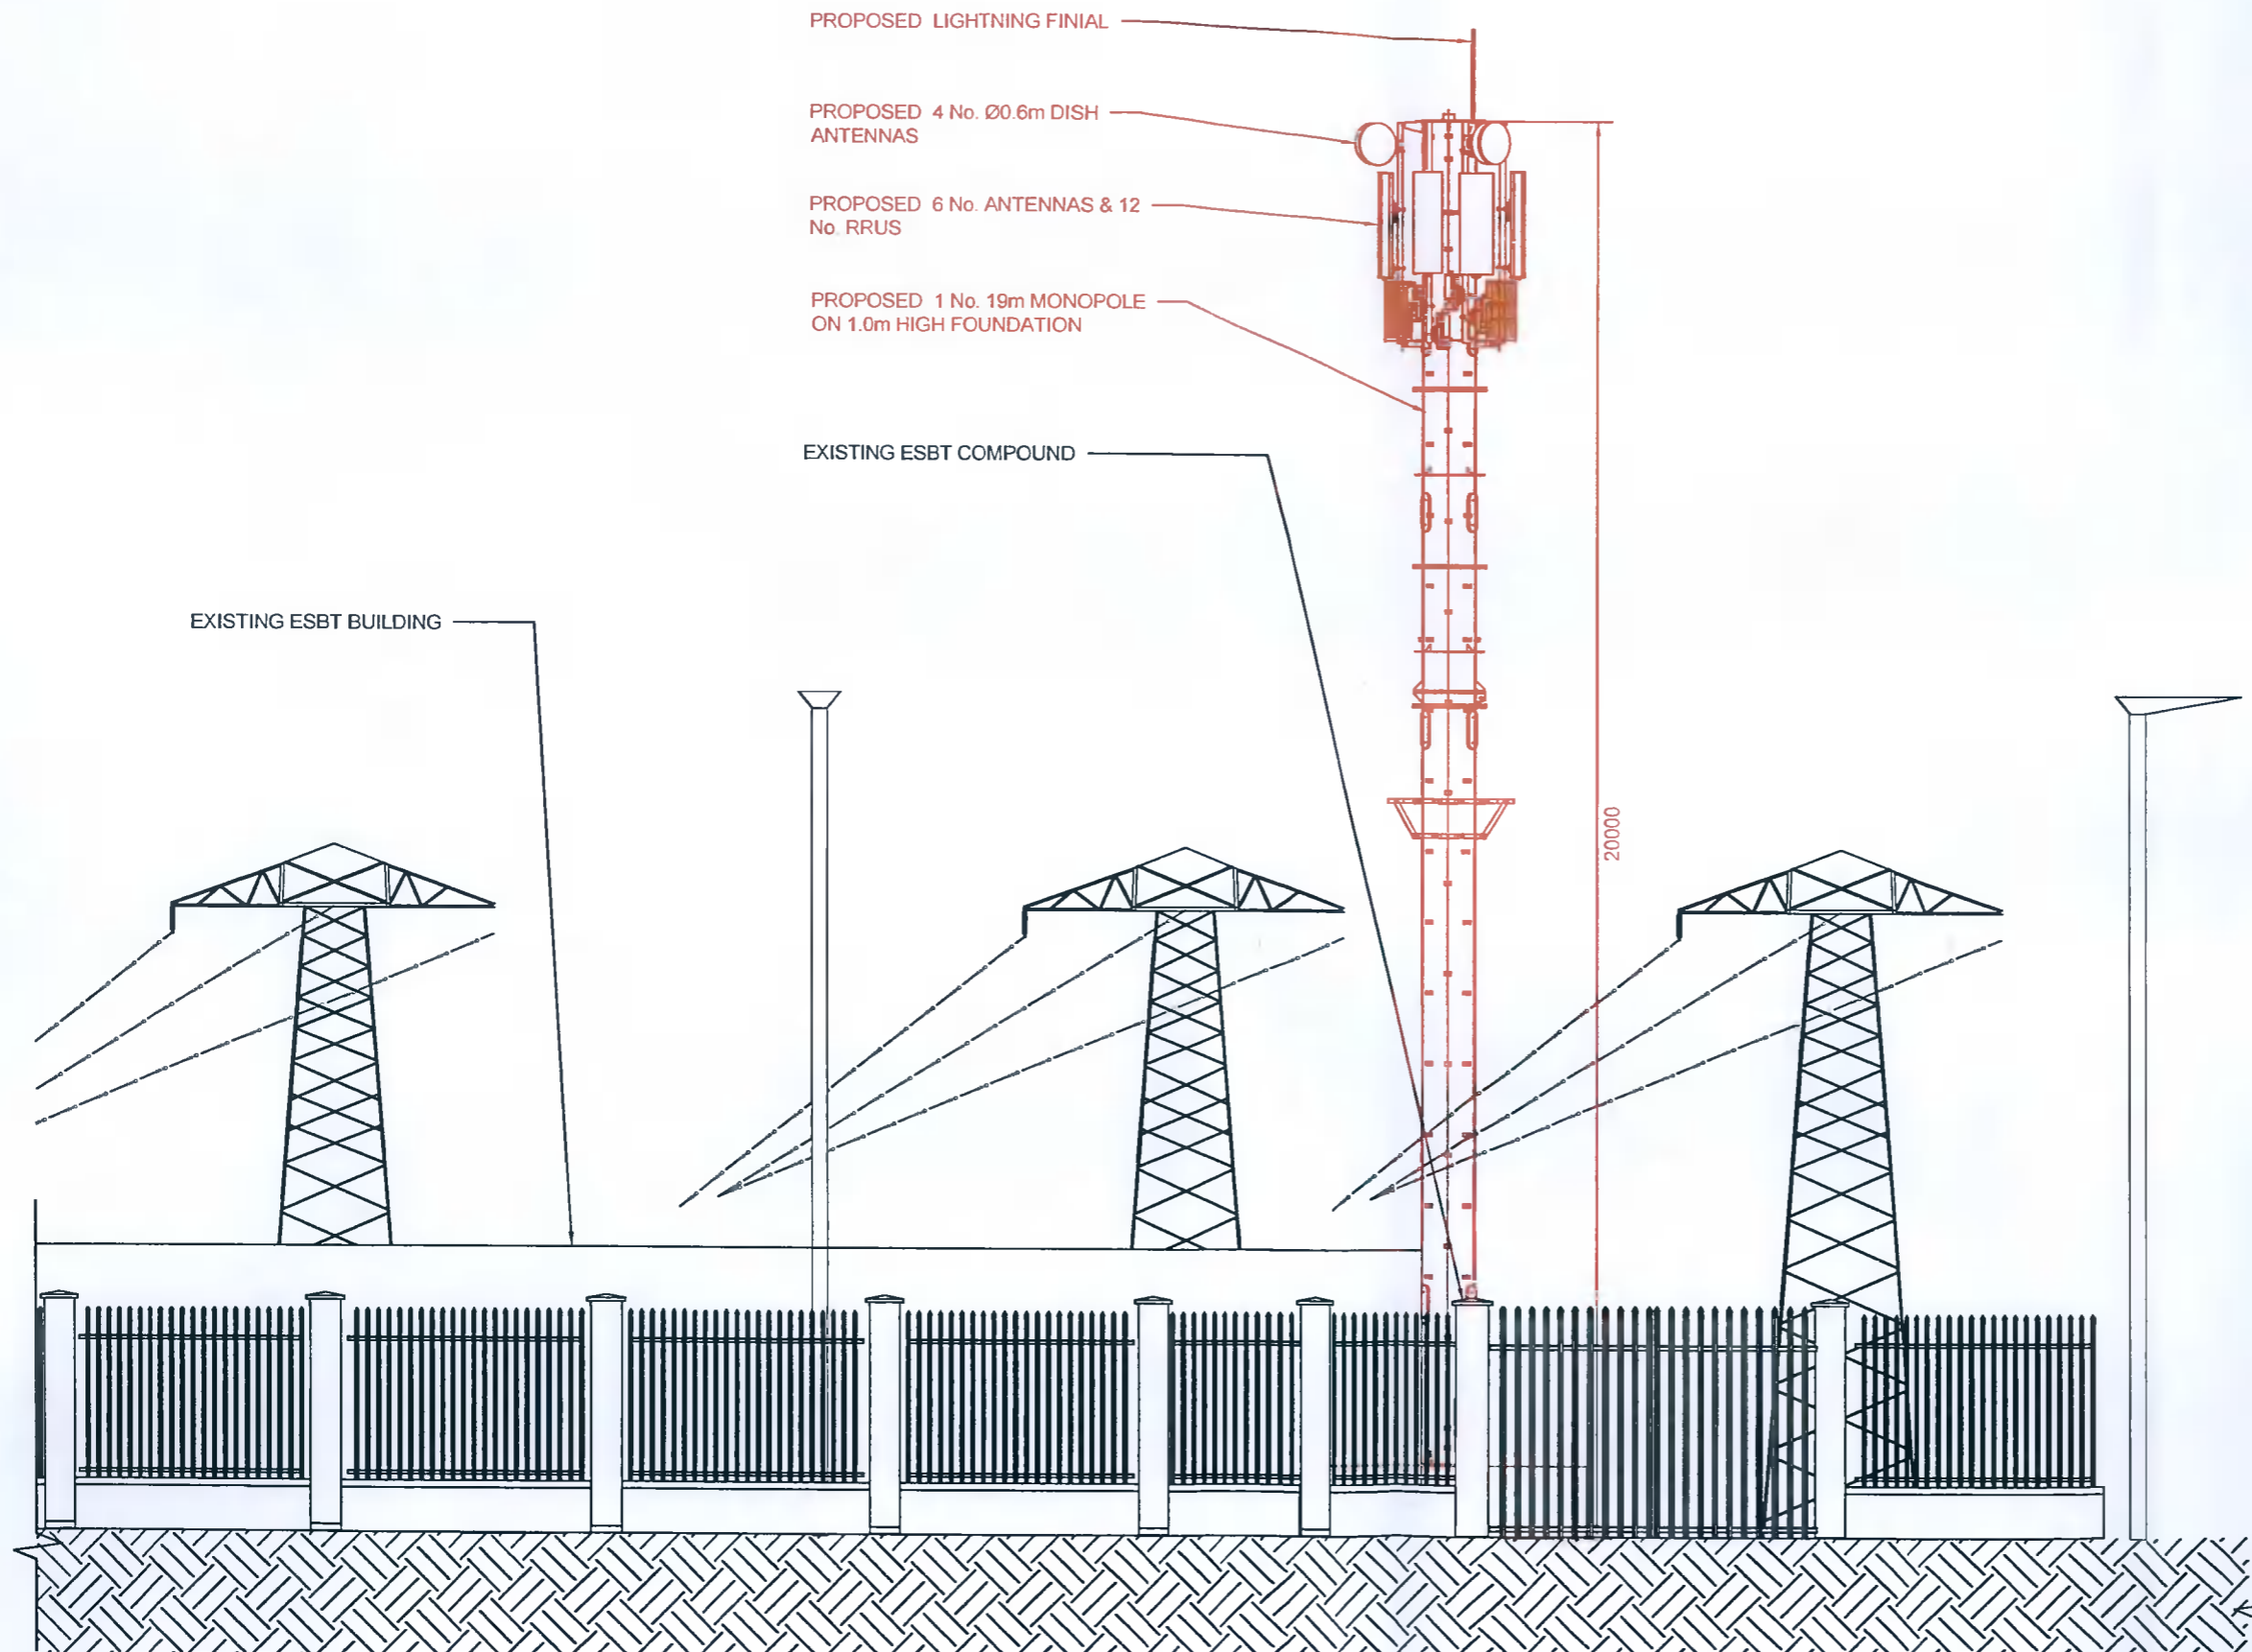 PROPOSED LIGHTNING FINIAL
PROPOSED 4 No. Ø0.6m DISH
ANTENNAS
PROPOSED 6 No. ANTENNAS & 12
No. RRUS
PROPOSED 1 No. 19m MONOPOLE
ON 1.0m HIGH FOUNDATION
EXISTING ESBT COMPOUND
EXISTING ESBT BUILDING
20000